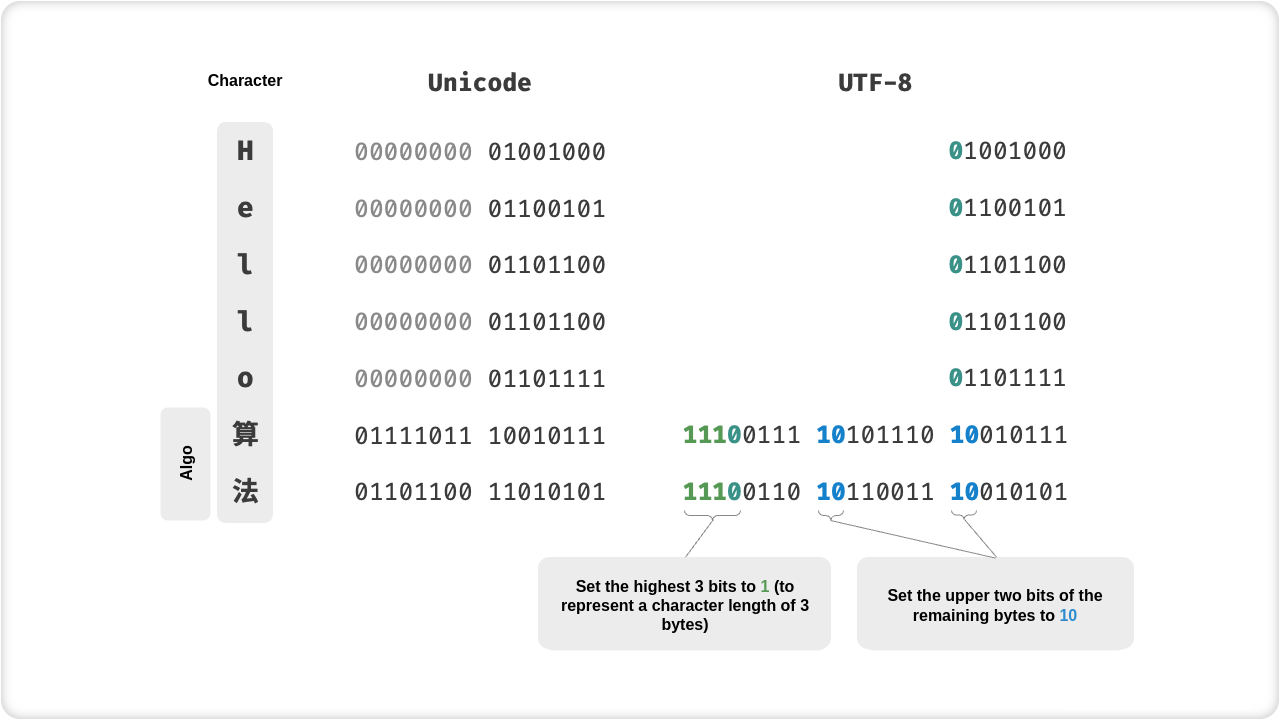 Character Unicode UTF-8
H 00000000 01001000 01001000
e 00000000 01100101 01100101
l 00000000 01101100 01101100
l 00000000 01101100 01101100
o 00000000 01101111 01101111
Algo
算 01111011 10010111 11100111 10101110 10010111
法 01101100 11010101 11100110 10110011 10010101
Set the highest 3 bits to 1 (to
represent a character length of 3
bytes)
Set the upper two bits of the
remaining bytes to 10